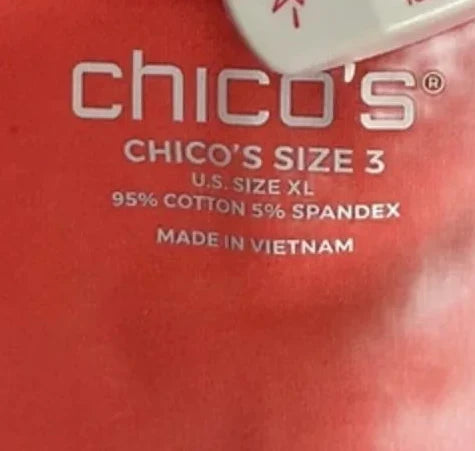 chico's®
CHICO'S SIZE 3
U.S. SIZE XL
95% COTTON 5% SPANDEX
MADE IN VIETNAM